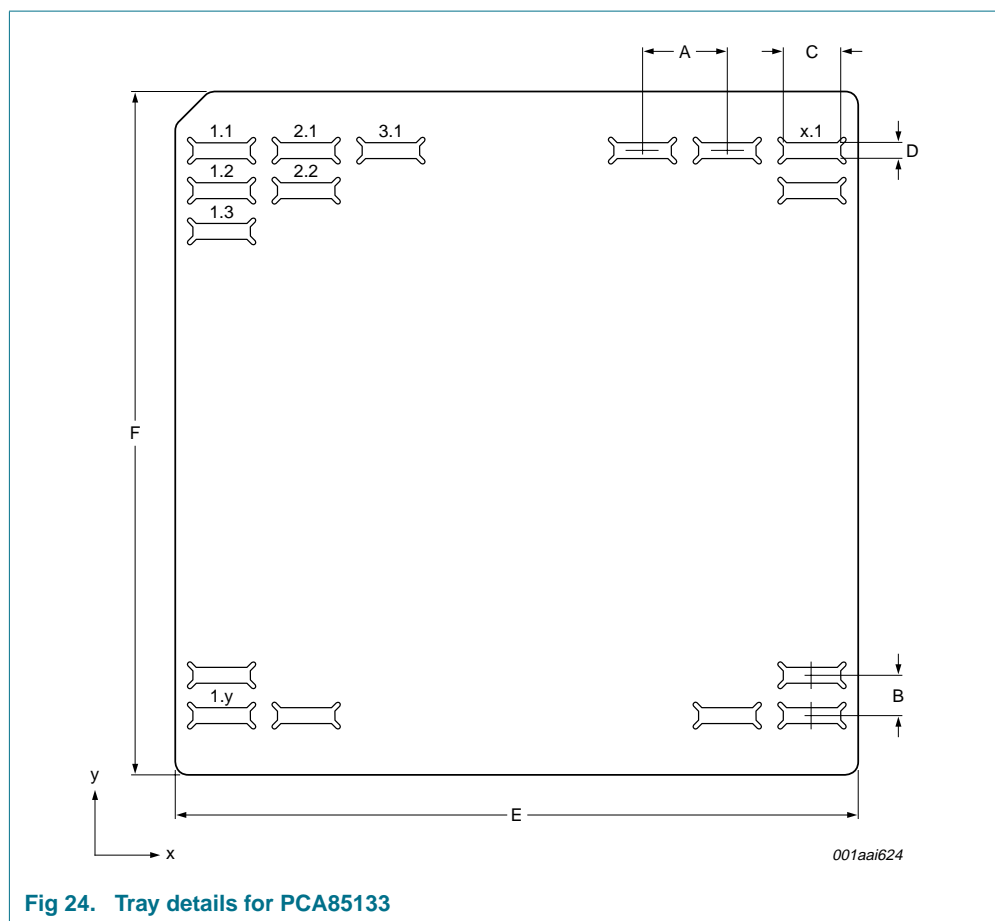 A
C
1.1
2.1
3.1
x.1
D
1.2
2.2
1.3
F
1.y
B
y
E
x
001aai624
Fig 24. Tray details for PCA85133